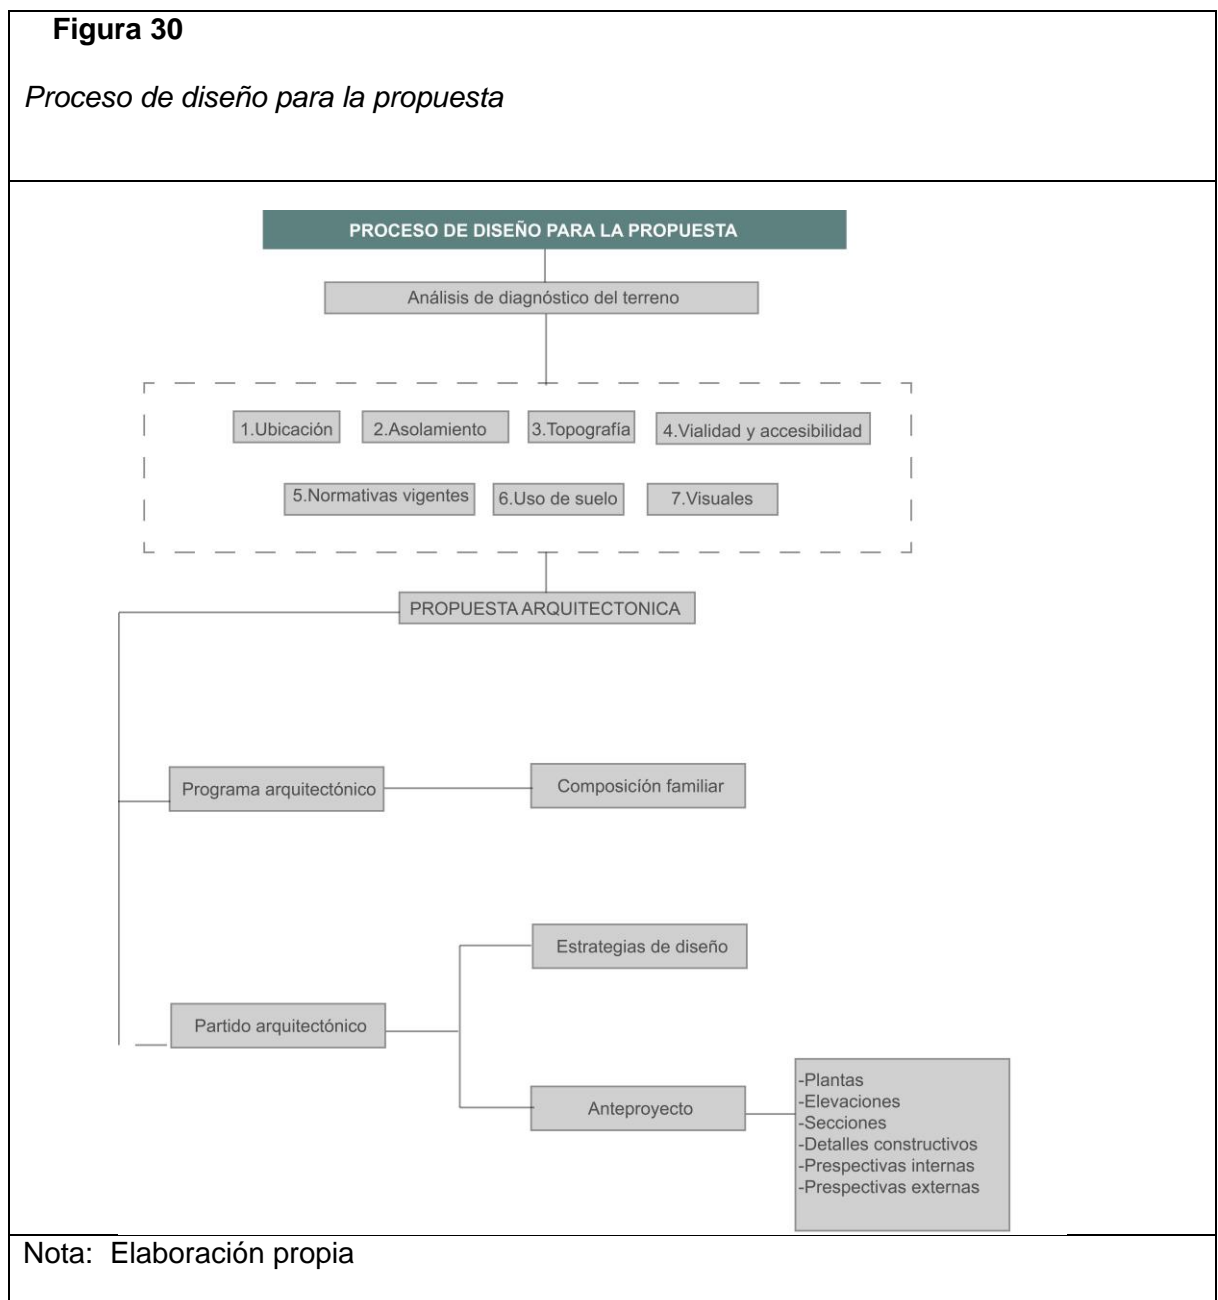 Figura 30
Proceso de diseño para la propuesta
PROCESO DE DISEÑO PARA LA PROPUESTA
Análisis de diagnóstico del terreno
1.Ubicación
2.Asolamiento
3.Topografía
4.Vialidad y accesibilidad
5.Normativas vigentes
6.Uso de suelo
7.Visuales
PROPUESTA ARQUITECTONICA
Programa arquitectónico
Composición familiar
Estrategias de diseño
Partido arquitectónico
Anteproyecto
-Plantas
-Elevaciones
-Secciones
-Detalles constructivos
-Prespectivas internas
-Prespectivas externas
Nota: Elaboración propia